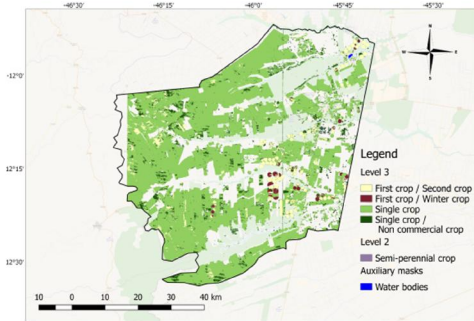 -46°30' -46°15' -46°0' -45°45' -45°30'
N
W E
S
-12°0'
-12°15'
-12°30'
Legend
Level 3
First crop / Second crop
First crop / Winter crop
Single crop
Single crop /
Non commercial crop
Level 2
Semi-perennial crop
Auxiliary masks
Water bodies
10 0 10 20 30 40 km